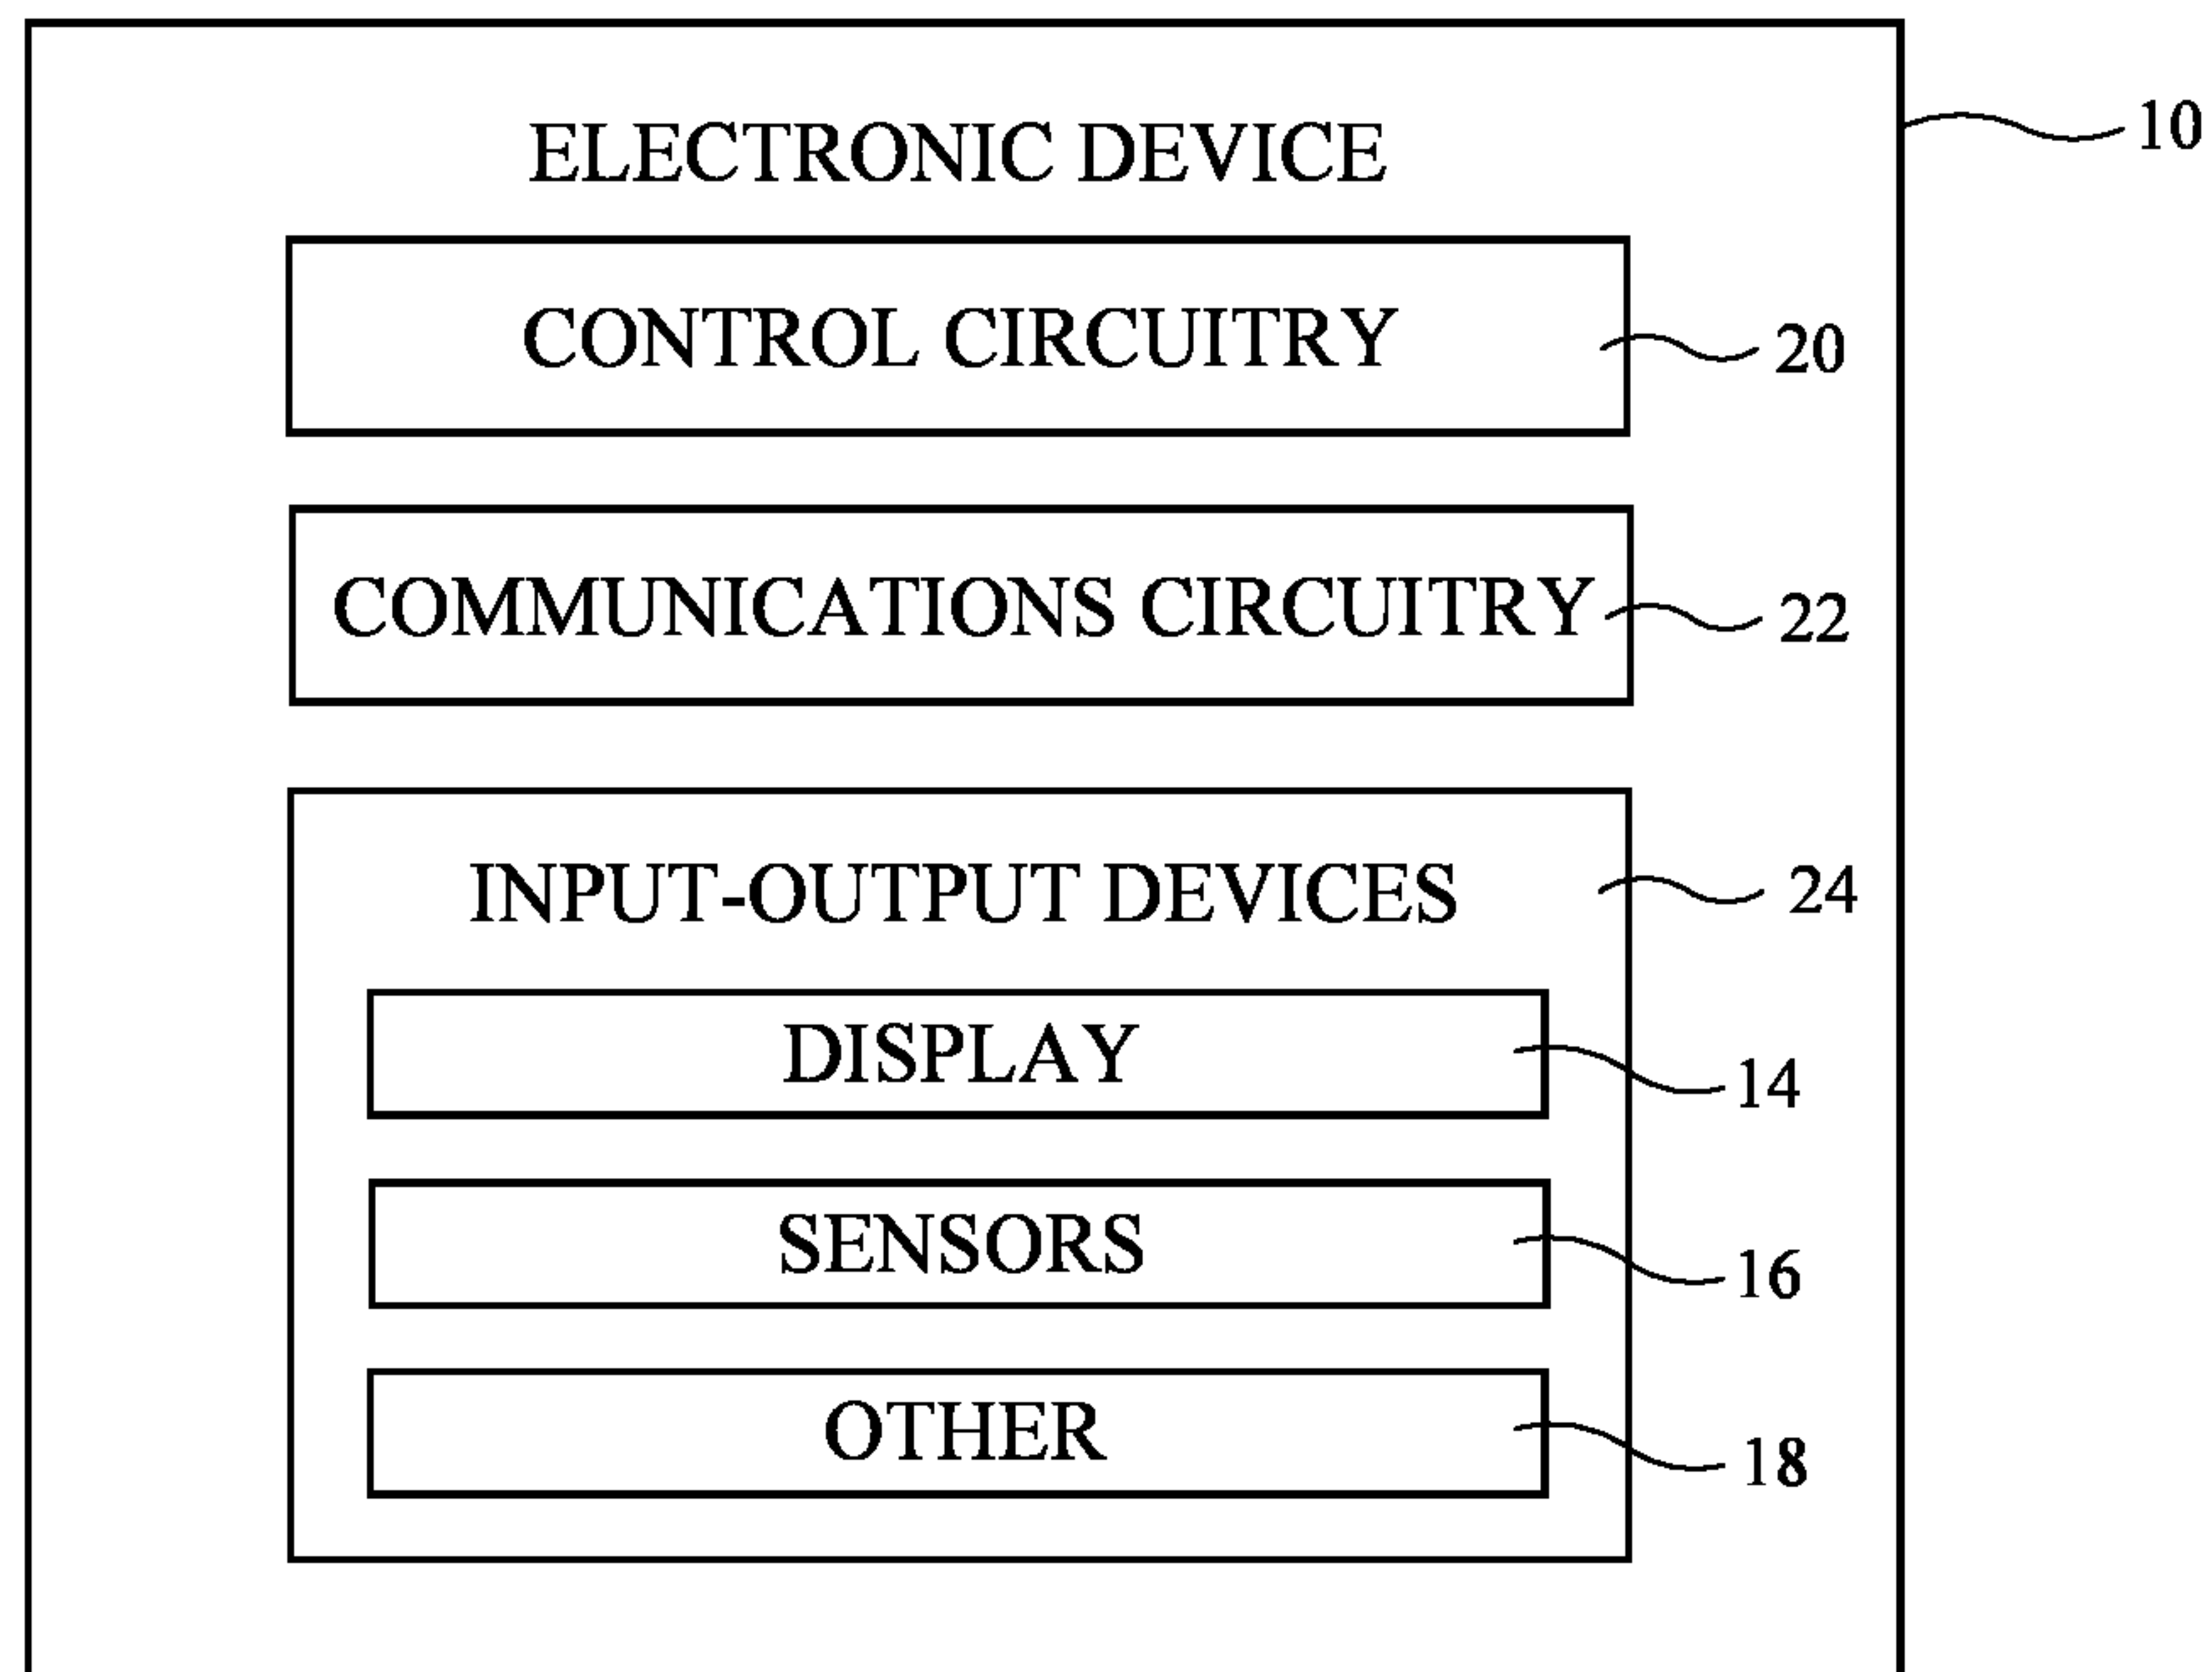 ELECTRONIC DEVICE
10
CONTROL CIRCUITRY
20
COMMUNICATIONS CIRCUITRY
22
INPUT-OUTPUT DEVICES
24
DISPLAY
14
SENSORS
16
OTHER
18